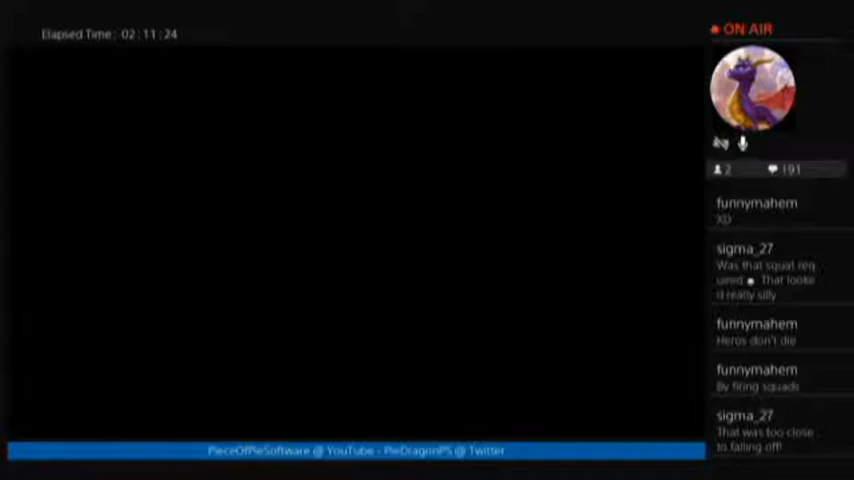 Elapsed Time: 02:11:24
ON AIR
2 191
funnymahem
XD
sigma_27
Was that squat req
uired . That looke
d really silly
funnymahem
Heros don't die
funnymahem
By firing squads
sigma_27
That was too close
to falling off!
PieceOfPieSoftware @ YouTube - PieDragonPS @ Twitter